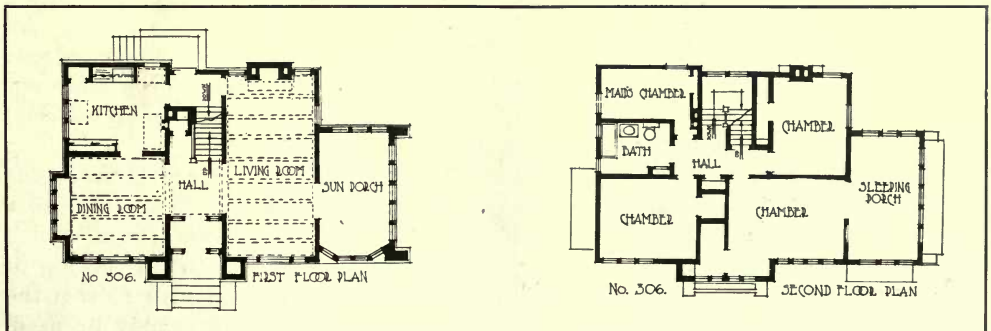 KITCHEN
HALL
LIVING ROOM
SUN PORCH
DINING ROOM
No 306.
FIRST FLOOR PLAN
MAID'S CHAMBER
CHAMBER
BATH
HALL
SLEEPING
PORCH
CHAMBER
CHAMBER
No. 306.
SECOND FLOOR PLAN